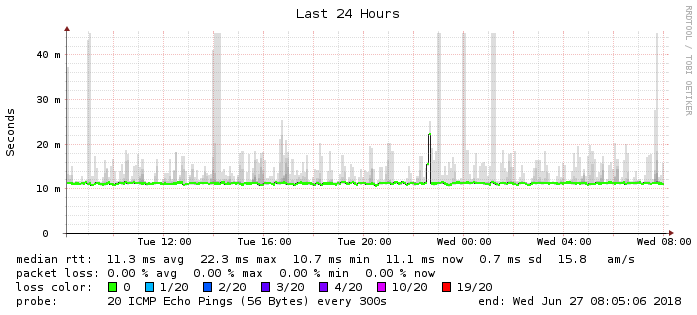 Last 24 Hours
RRDTOOL / TOBI OETIKER
Seconds
40 m
30 m
20 m
10 m
0
Tue 12:00 Tue 16:00 Tue 20:00 Wed 00:00 Wed 04:00 Wed 08:00
median rtt: 11.3 ms avg 22.3 ms max 10.7 ms min 11.1 ms now 0.7 ms sd 15.8 am/s
packet loss: 0.00 % avg 0.00 % max 0.00 % min 0.00 % now
loss color: 0 1/20 2/20 3/20 4/20 10/20 19/20
probe: 20 ICMP Echo Pings (56 Bytes) every 300s end: Wed Jun 27 08:05:06 2018